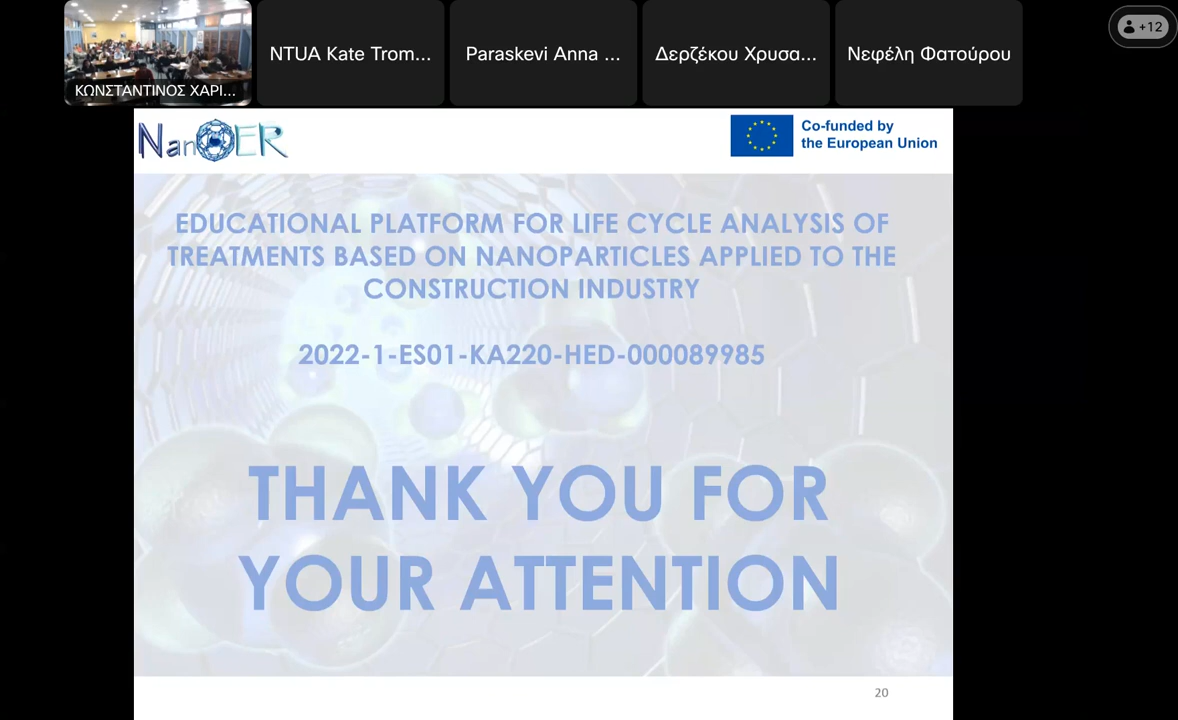 NTUA Kate Trom...
Paraskevi Anna ...
Δερζέκου Χρυσα...
Νεφέλη Φατούρου
+12
ΚΩΝΣΤΑΝΤΙΝΟΣ ΧΑΡΙ...
NanOER
Co-funded by
the European Union
EDUCATIONAL PLATFORM FOR LIFE CYCLE ANALYSIS OF
TREATMENTS BASED ON NANOPARTICLES APPLIED TO THE
CONSTRUCTION INDUSTRY
2022-1-ES01-KA220-HED-000089985
THANK YOU FOR
YOUR ATTENTION
20